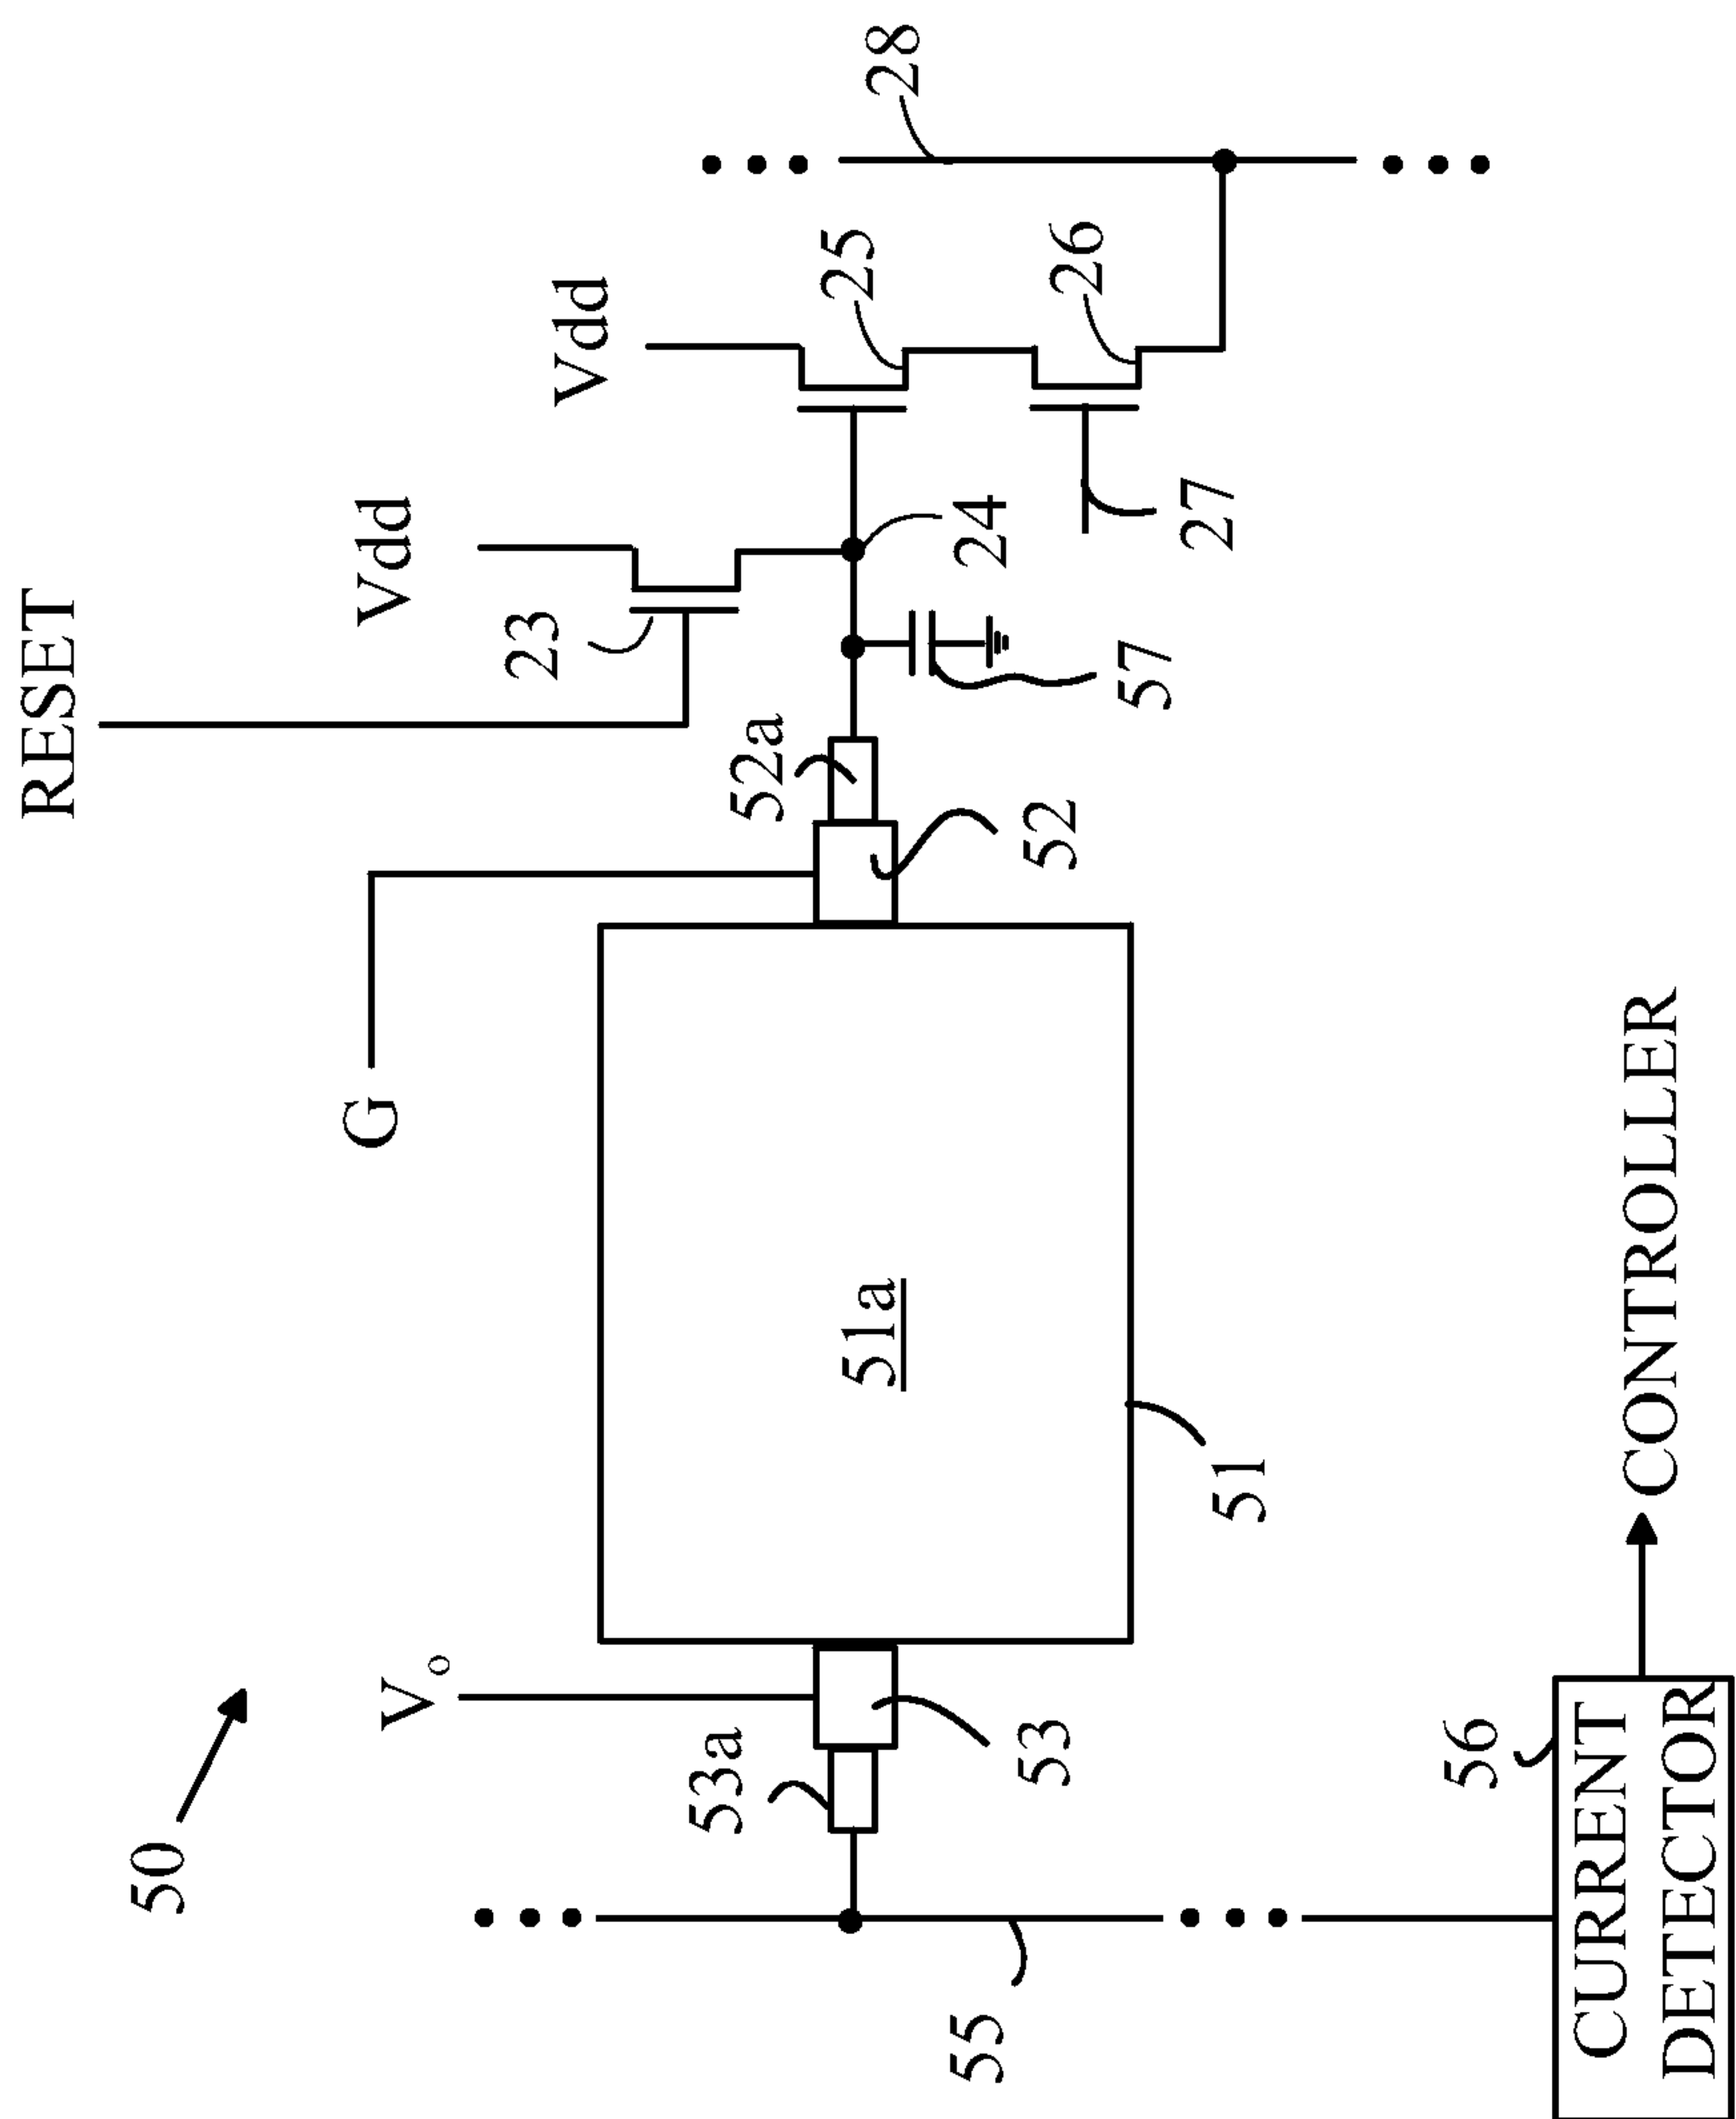 RESET
Vdd
Vdd
28
25
26
23
24
27
57
52a
52
G
51a
51
Vo
50
53a
53
55
56
CURRENT
DETECTOR
CONTROLLER